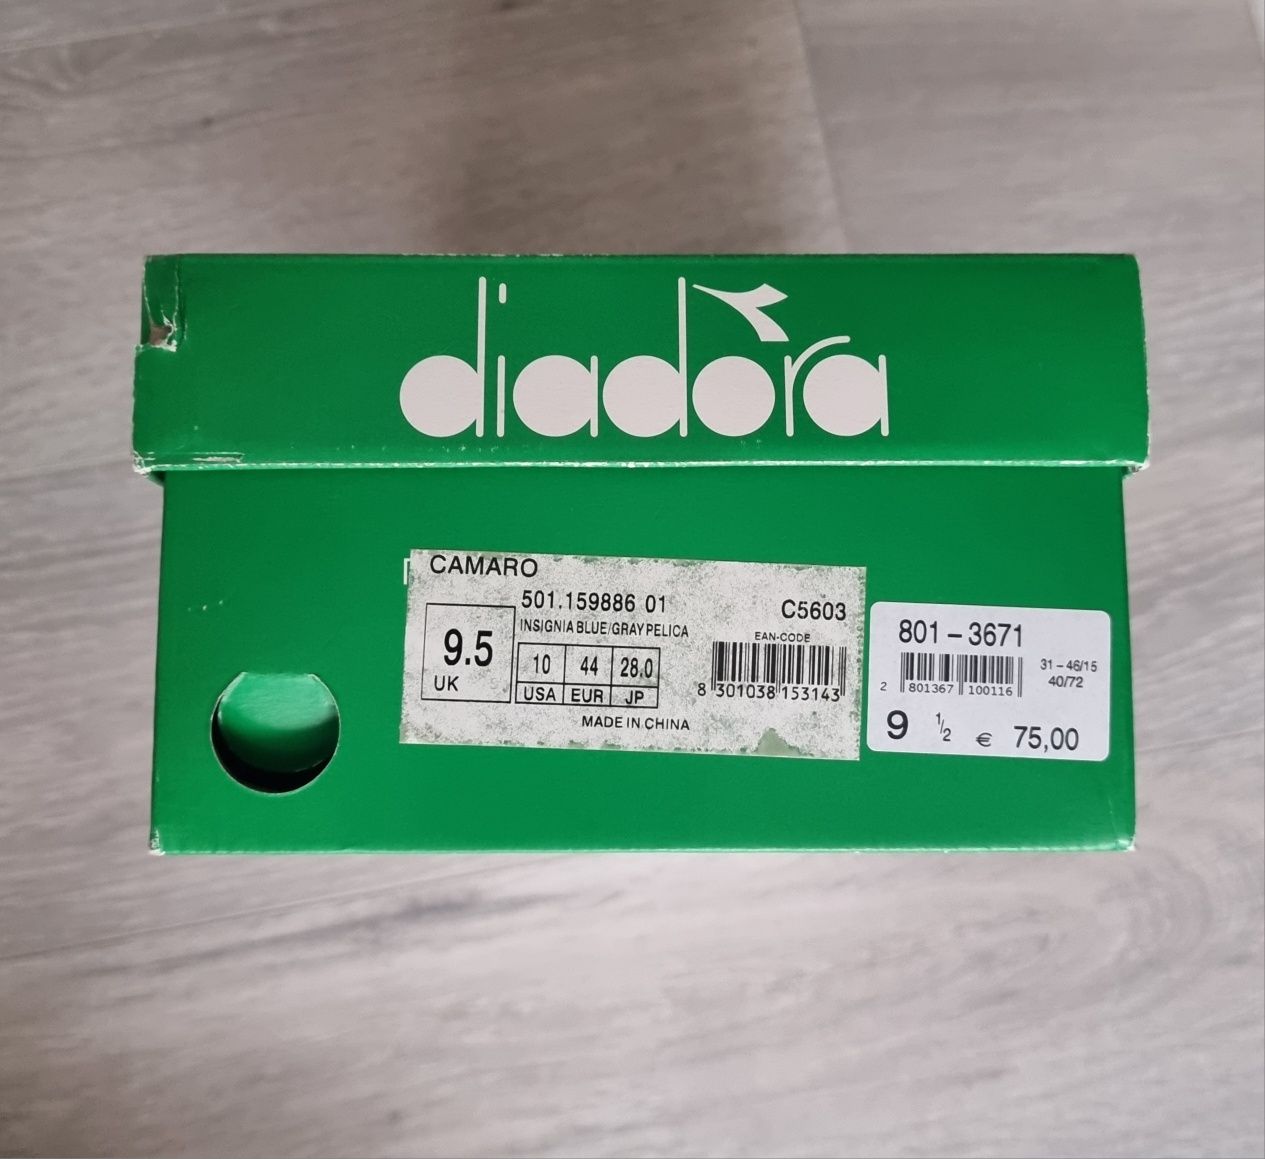 diadora
CAMARO
501.159886 01
C5603
INSIGNIA BLUE/GRAY PELICA
EAN-CODE
9.5
UK
10 44 28.0
USA EUR JP
8 301038 153143
MADE IN CHINA
801-3671
31-46/15
40/72
2 801367 100116
9 1/2 € 75,00